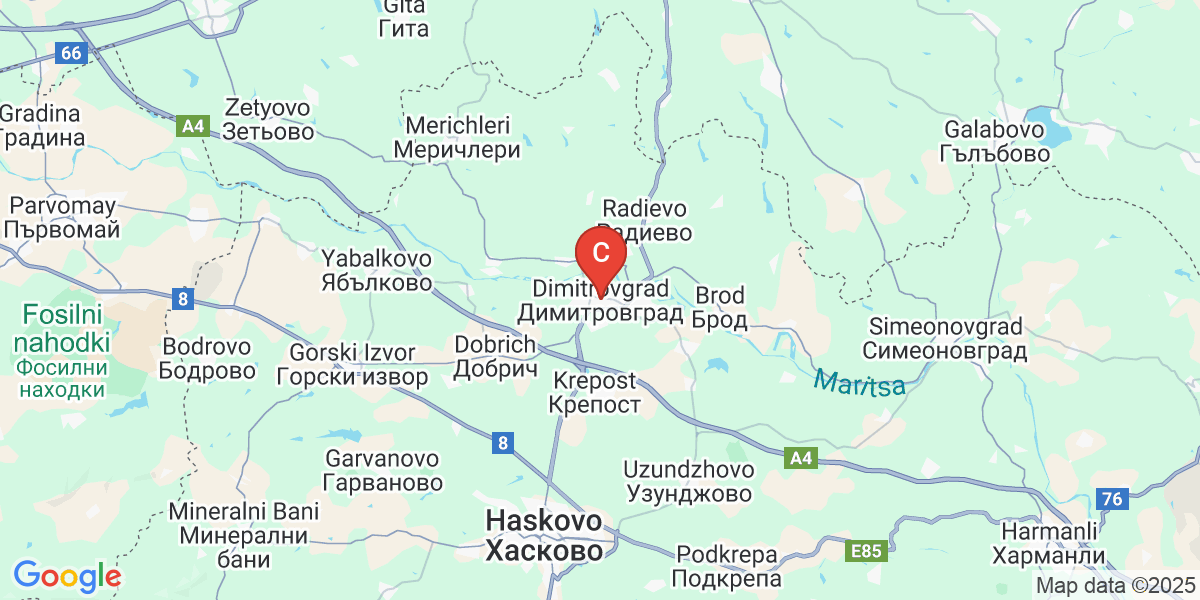 Gita
Гита
66
Gradina
Градина
Zetyovo
Зетьово
A4
Merichleri
Меричлери
Galabovo
Гълъбово
Parvomay
Първомай
Radievo
Радиево
C
Yabalkovo
Ябълково
8
Dimitrovgrad
Димитровград
Brod
Брод
Fosilni
nahodki
Фосилни
находки
Simeonovgrad
Симеоновград
Bodrovo
Бодрово
Gorski Izvor
Горски извор
Dobrich
Добрич
Krepost
Крепост
Maritsa
8
A4
Garvanovo
Гарваново
Uzundzhovo
Узунджово
76
Mineralni Bani
Минерални
бани
Haskovo
Хасково
Harmanli
Харманли
E85
Podkrepa
Подкрепа
Google
Map data ©2025